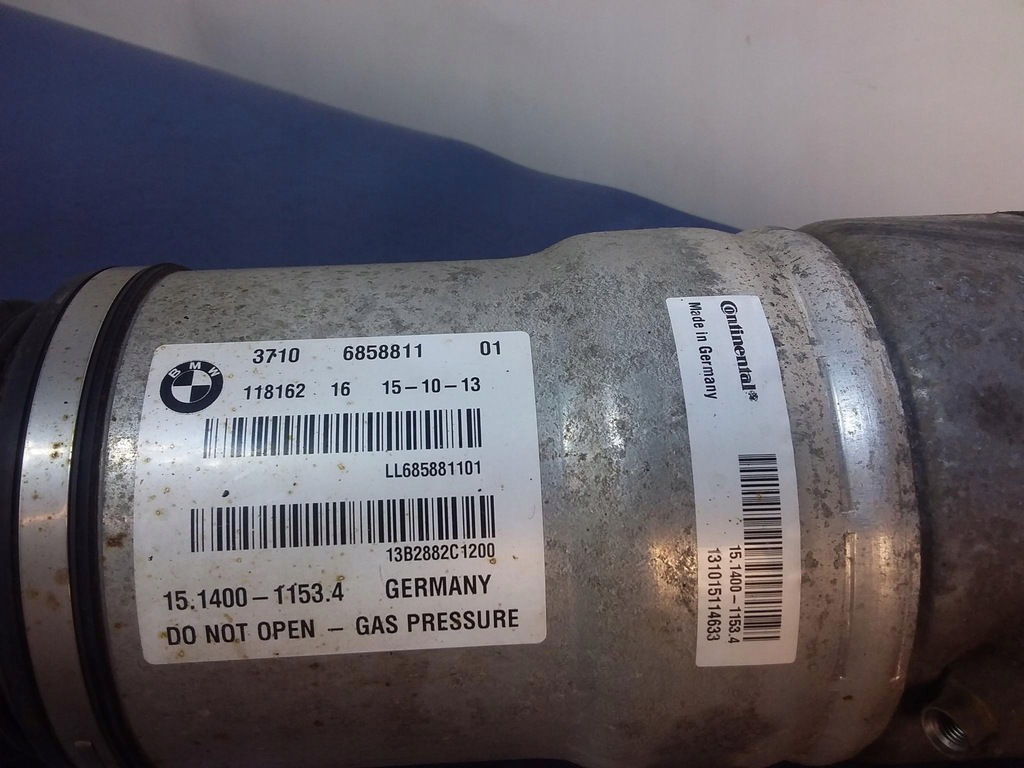 BMW
3710 6858811 01
118162 16 15-10-13
LL685881101
13B2882C1200
15.1400-1153.4 GERMANY
DO NOT OPEN - GAS PRESSURE
Continental
Made in Germany
15.1400-1153.4
131015114633